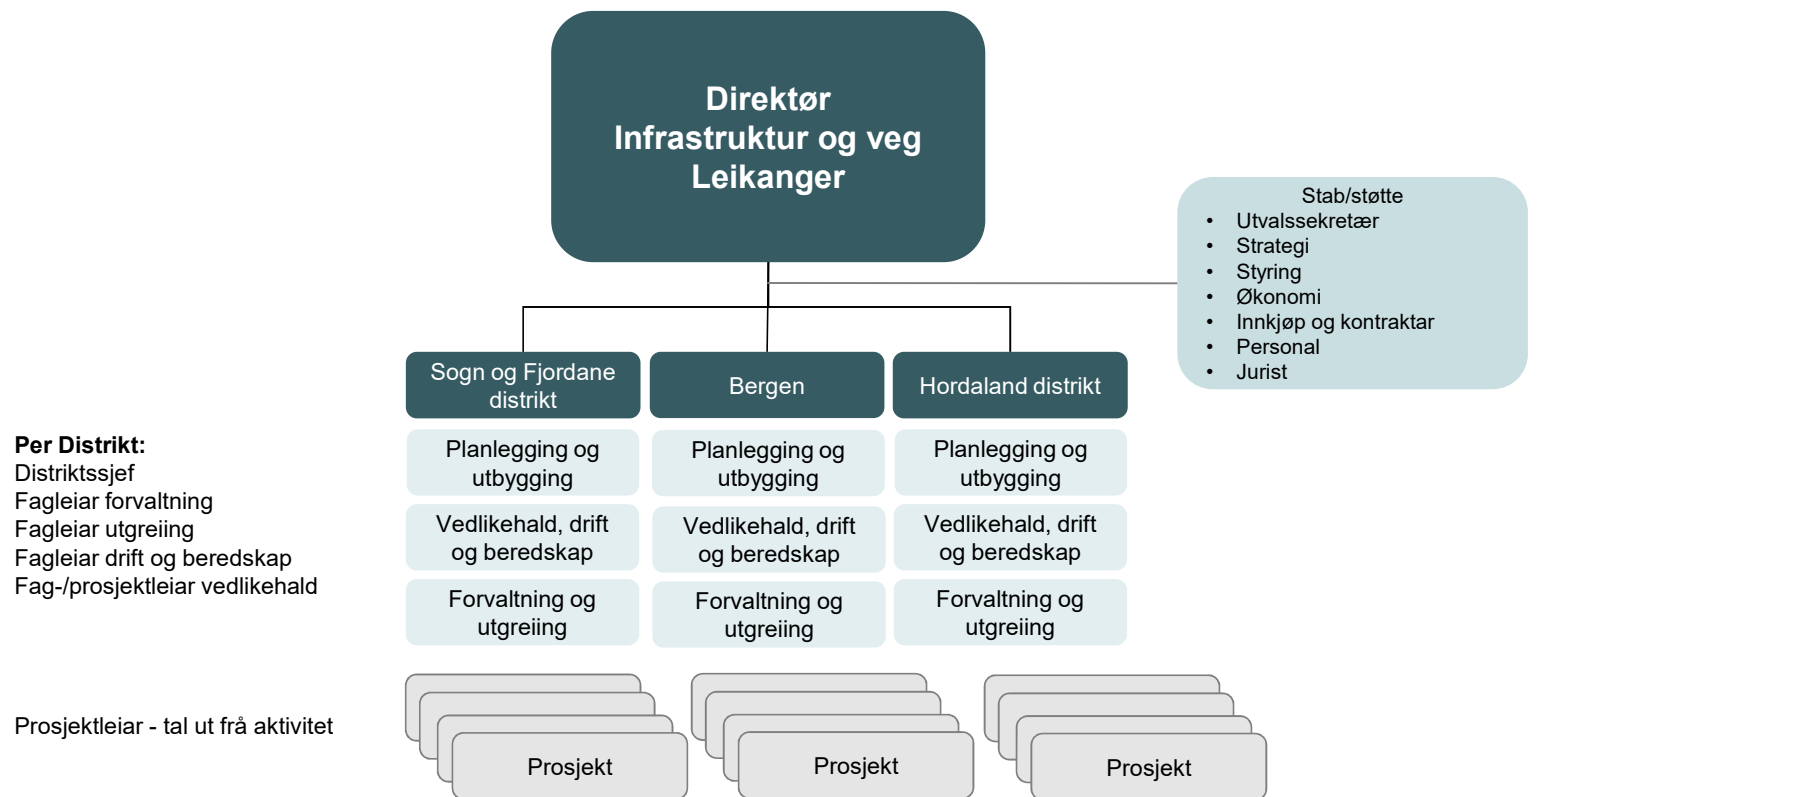 Direktør
Infrastruktur og veg
Leikanger
Stab/støtte
• Utvalssekretær
• Strategi
• Styring
• Økonomi
• Innkjøp og kontraktar
• Personal
• Jurist
Sogn og Fjordane
distrikt
Bergen
Hordaland distrikt
Per Distrikt:
Distriktssjef
Fagleiar forvaltning
Fagleiar utgreiing
Fagleiar drift og beredskap
Fag-/prosjektleiar vedlikehald
Planlegging og
utbygging
Planlegging og
utbygging
Planlegging og
utbygging
Vedlikehald, drift
og beredskap
Vedlikehald, drift
og beredskap
Vedlikehald, drift
og beredskap
Forvaltning og
utgreiing
Forvaltning og
utgreiing
Forvaltning og
utgreiing
Prosjektleiar - tal ut frå aktivitet
Prosjekt
Prosjekt
Prosjekt